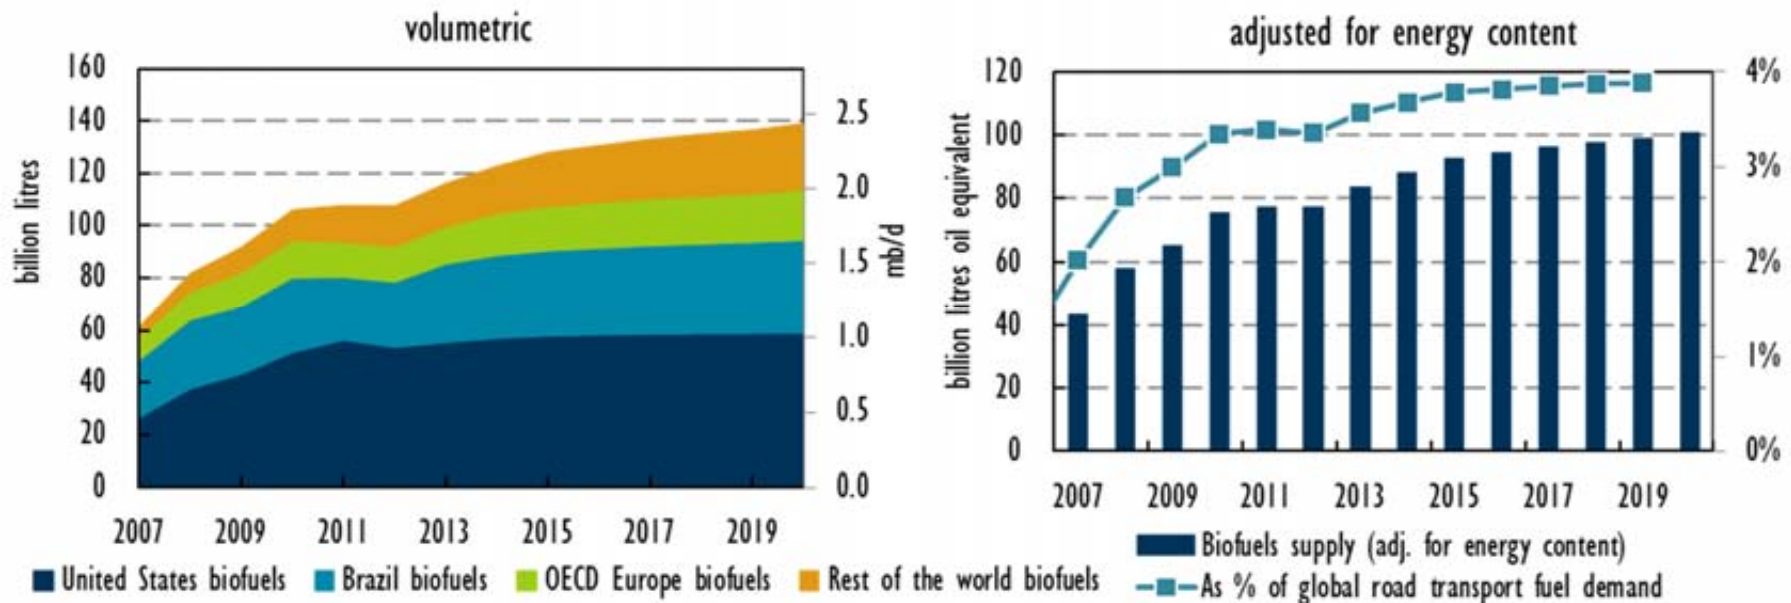 volumetric
billion litres
160
140
120
100
80
60
40
20
0
2.5
2.0
1.5
1.0
0.5
0.0
mb/d
2007 2009 2011 2013 2015 2017 2019
United States biofuels Brazil biofuels OECD Europe biofuels Rest of the world biofuels
adjusted for energy content
billion litres oil equivalent
120
100
80
60
40
20
0
4%
3%
2%
1%
0%
2007 2009 2011 2013 2015 2017 2019
Biofuels supply (adj. for energy content)
As % of global road transport fuel demand